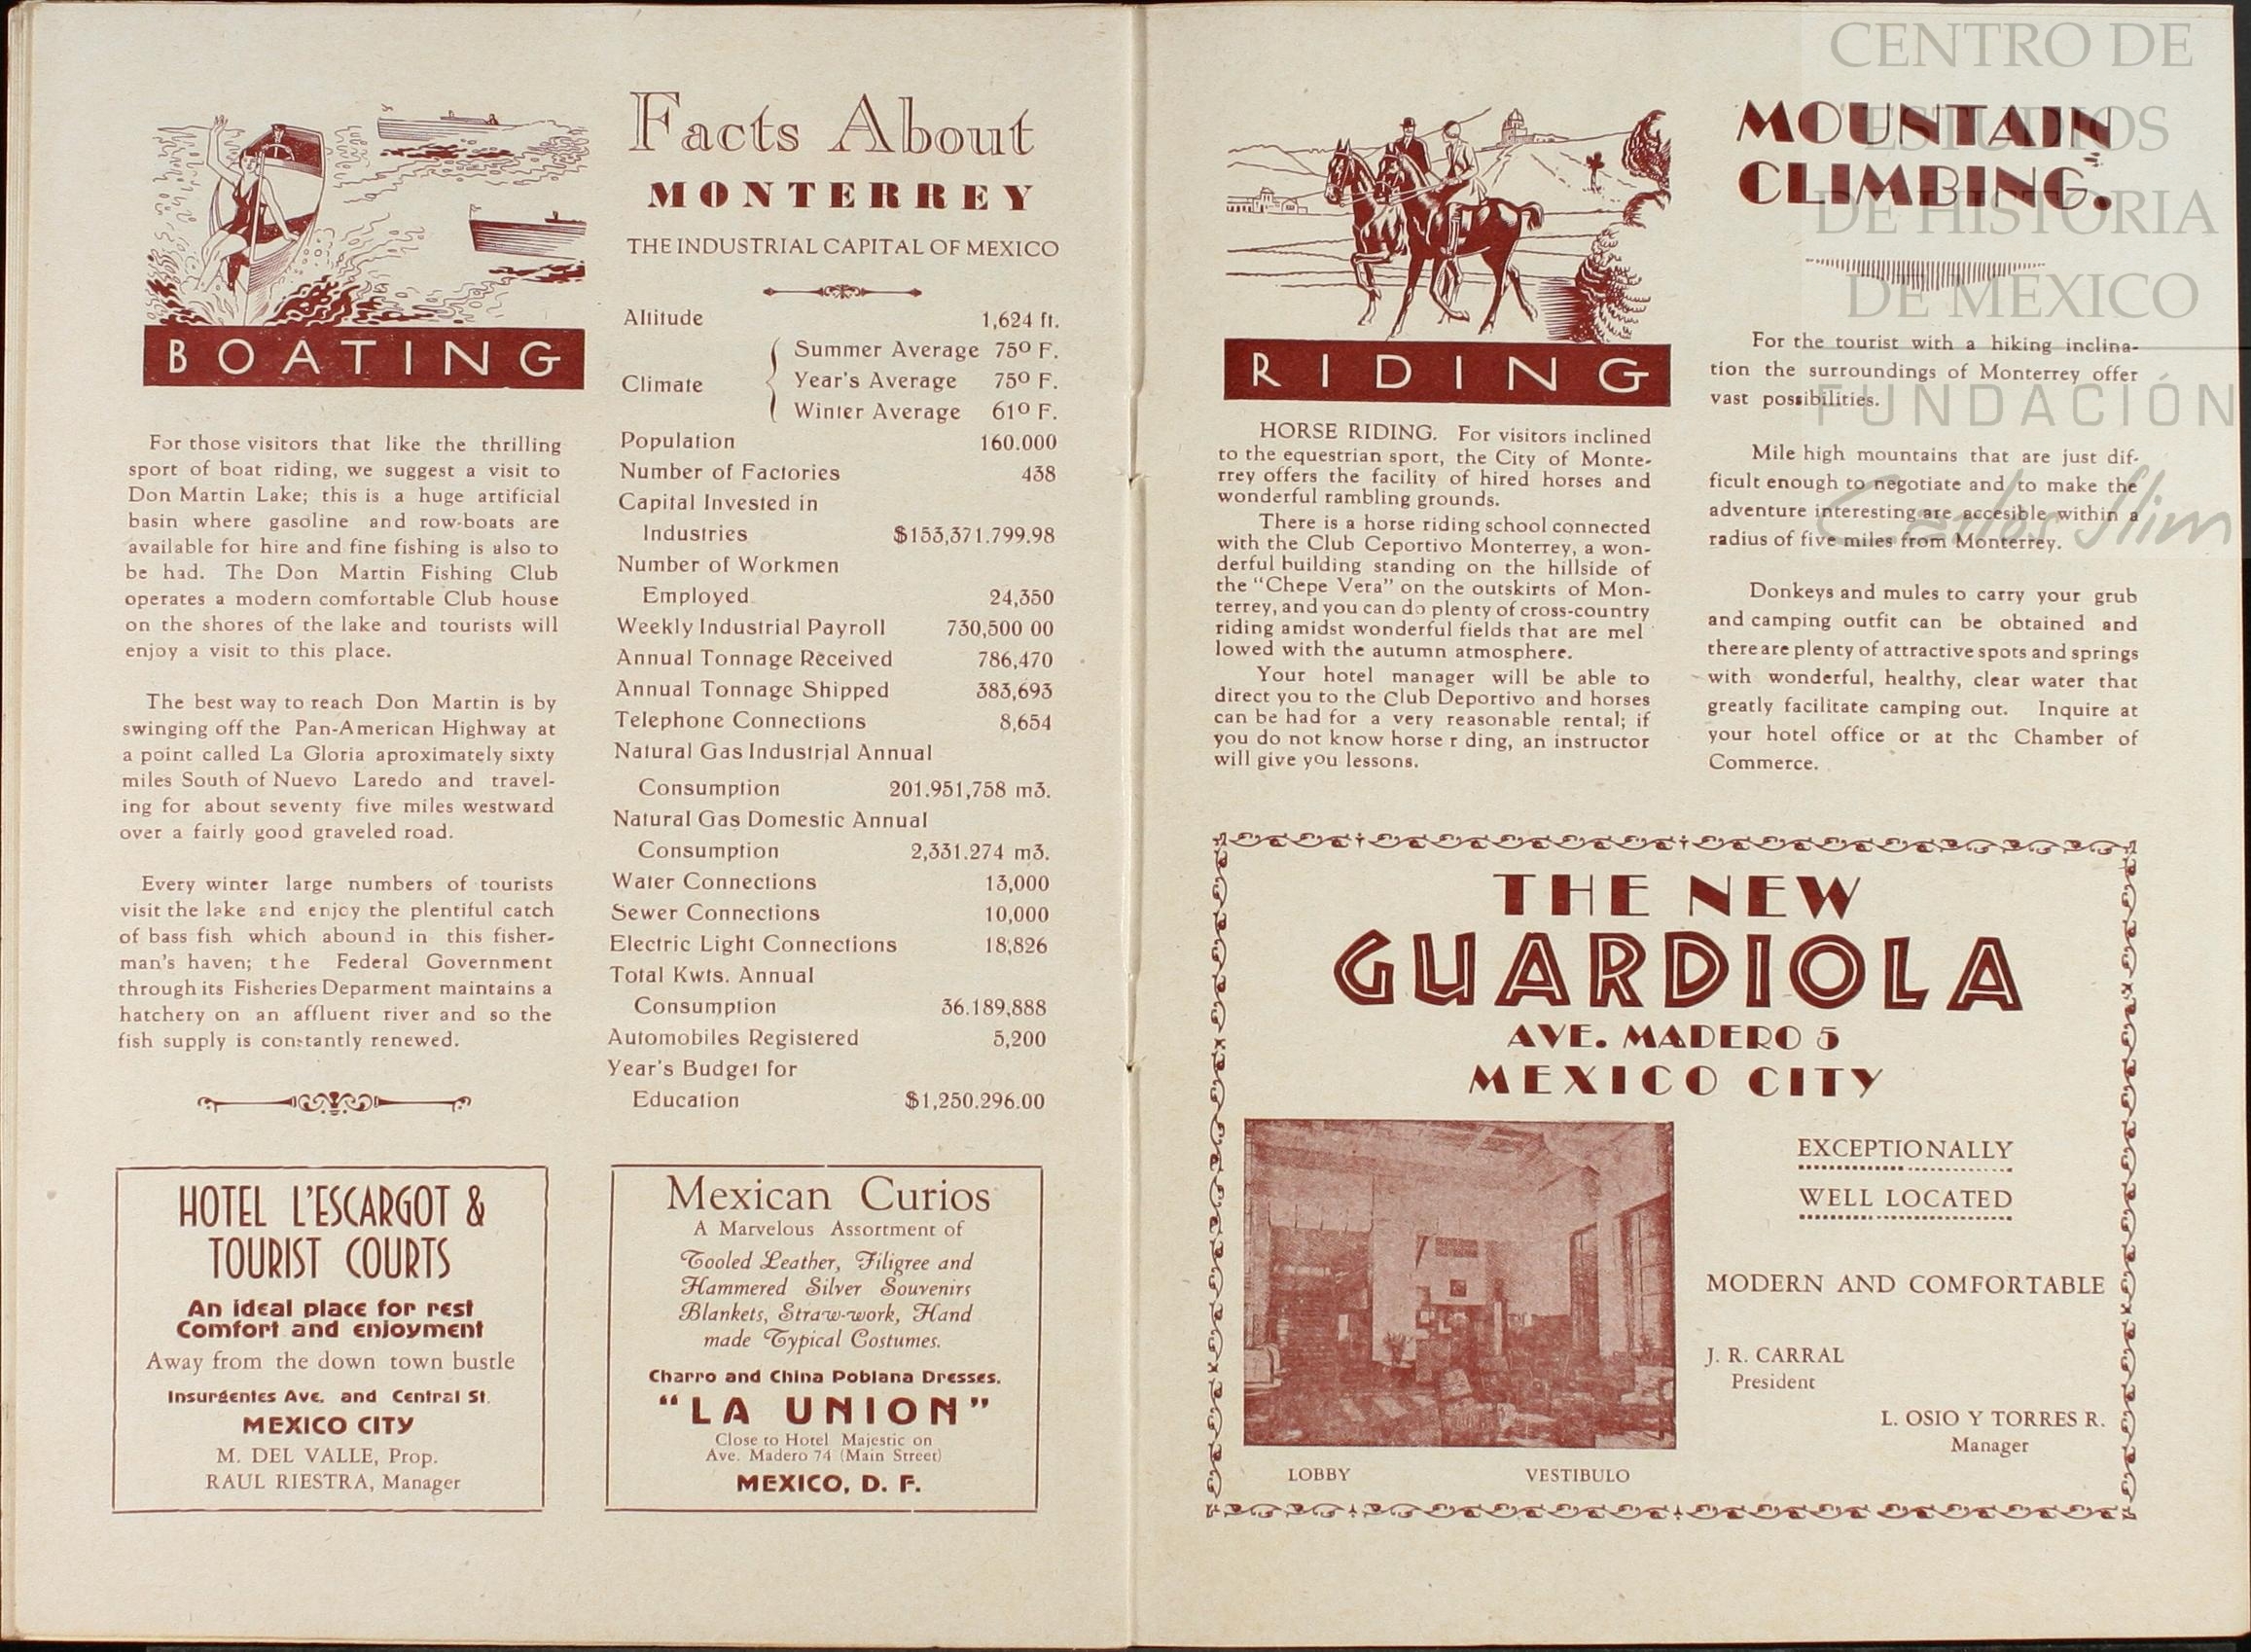 BOATING
For those visitors that like the thrilling
sport of boat riding, we suggest a visit to
Don Martin Lake; this is a huge artificial
basin where gasoline and row-boats are
available for hire and fine fishing is also to
be had. The Don Martin Fishing Club
operates a modern comfortable Club house
on the shores of the lake and tourists will
enjoy a visit to this place.
The best way to reach Don Martin is by
swinging off the Pan-American Highway at
a point called La Gloria aproximately sixty
miles South of Nuevo Laredo and travel-
ing for about seventy five miles westward
over a fairly good graveled road.
Every winter large numbers of tourists
visit the lake and enjoy the plentiful catch
of bass fish which abound in this fisher-
man's haven; the Federal Government
through its Fisheries Deparment maintains a
hatchery on an affluent river and so the
fish supply is constantly renewed.
HOTEL L'ESCARGOT &
TOURIST COURTS
An ideal place for rest
Comfort and enjoyment
Away from the down town bustle
Insurgentes Ave. and Central St.
MEXICO CITY
M. DEL VALLE, Prop.
RAUL RIESTRA, Manager
Facts About
MONTERREY
THE INDUSTRIAL CAPITAL OF MEXICO
Altitude 1,624 ft.
Summer Average 75º F.
Climate Year's Average 75º F.
Winter Average 61º F.
Population 160.000
Number of Factories 438
Capital Invested in
Industries $153,371.799.98
Number of Workmen
Employed 24,350
Weekly Industrial Payroll 730,500 00
Annual Tonnage Received 786,470
Annual Tonnage Shipped 383,693
Telephone Connections 8,654
Natural Gas Industrial Annual
Consumption 201.951,758 m3.
Natural Gas Domestic Annual
Consumption 2,331.274 m3.
Water Connections 13,000
Sewer Connections 10,000
Electric Light Connections 18,826
Total Kwts. Annual
Consumption 36.189,888
Automobiles Registered 5,200
Year's Budget for
Education $1,250.296.00
Mexican Curios
A Marvelous Assortment of
Tooled Leather, Filigree and
Hammered Silver Souvenirs
Blankets, Straw-work, Hand
made Typical Costumes.
Charro and China Poblana Dresses.
"LA UNION"
Close to Hotel Majestic on
Ave. Madero 74 (Main Street)
MEXICO, D. F.
RIDING
HORSE RIDING. For visitors inclined
to the equestrian sport, the City of Monte-
rrey offers the facility of hired horses and
wonderful rambling grounds.
There is a horse riding school connected
with the Club Ceportivo Monterrey, a won-
derful building standing on the hillside of
the "Chepe Vera" on the outskirts of Mon-
terrey, and you can do plenty of cross-country
riding amidst wonderful fields that are mel
lowed with the autumn atmosphere.
Your hotel manager will be able to
direct you to the Club Deportivo and horses
can be had for a very reasonable rental; if
you do not know horse r ding, an instructor
will give you lessons.
MOUNTAIN
CLIMBING.
For the tourist with a hiking inclina-
tion the surroundings of Monterrey offer
vast possibilities.
Mile high mountains that are just dif-
ficult enough to negotiate and to make the
adventure interesting are accesible within a
radius of five miles from Monterrey.
Donkeys and mules to carry your grub
and camping outfit can be obtained and
there are plenty of attractive spots and springs
with wonderful, healthy, clear water that
greatly facilitate camping out. Inquire at
your hotel office or at the Chamber of
Commerce.
THE NEW
GUARDIOLA
AVE. MADERO 5
MEXICO CITY
EXCEPTIONALLY
WELL LOCATED
MODERN AND COMFORTABLE
J. R. CARRAL
President
L. OSIO Y TORRES R.
Manager
LOBBY VESTIBULO
CENTRO DE
ESTUDIOS
DE HISTORIA
DE MEXICO
FUNDACIÓN
Carlos Slim